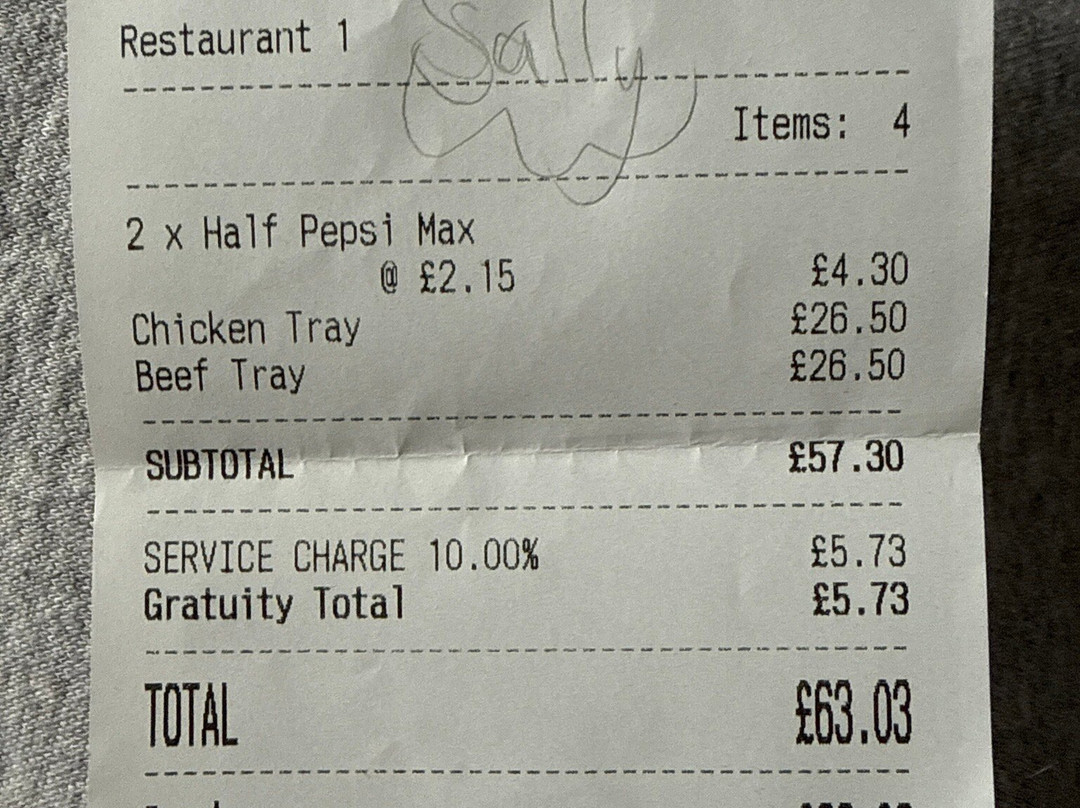 Sally
Restaurant 1
Items: 4
2 x Half Pepsi Max
@ £2.15 £4.30
Chicken Tray £26.50
Beef Tray £26.50
SUBTOTAL £57.30
SERVICE CHARGE 10.00% £5.73
Gratuity Total £5.73
TOTAL £63.03